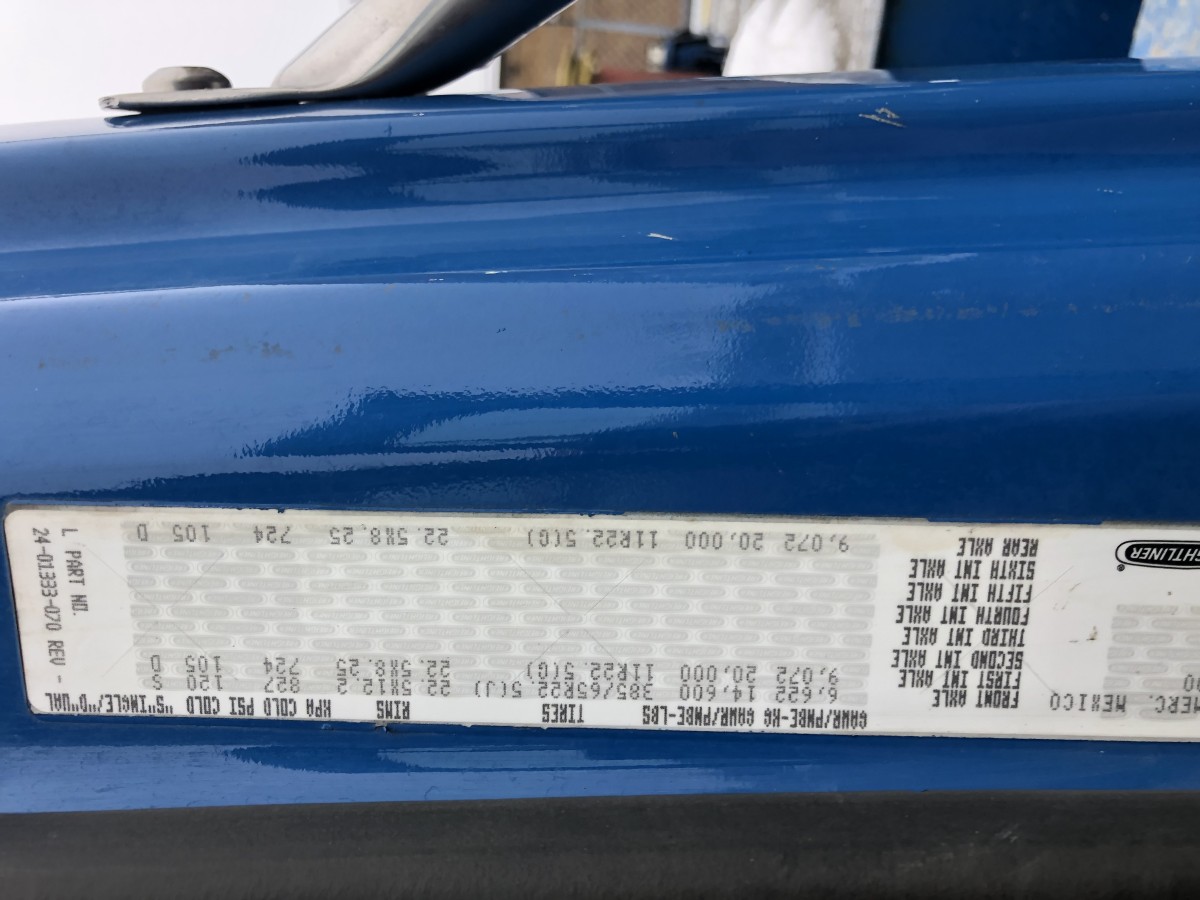 GHTLINER®
MERC. MEXICO
GAWR/PNBE-KG GAWR/PNBE-LBS TIRES RIMS KPA COLD PSI COLD "S"INGLE/"D"UAL
FRONT AXLE 6,622 14,600 385/65R22.5(J) 22.5X12.2 827 120 S
FIRST INT AXLE 9,072 20,000 11R22.5(G) 22.5X8.25 724 105 D
SECOND INT AXLE
THIRD INT AXLE
FOURTH INT AXLE
FIFTH INT AXLE
SIXTH INT AXLE
REAR AXLE 9,072 20,000 11R22.5(G) 22.5X8.25 724 105 D
L PART NO.
24-01333-070 REV -